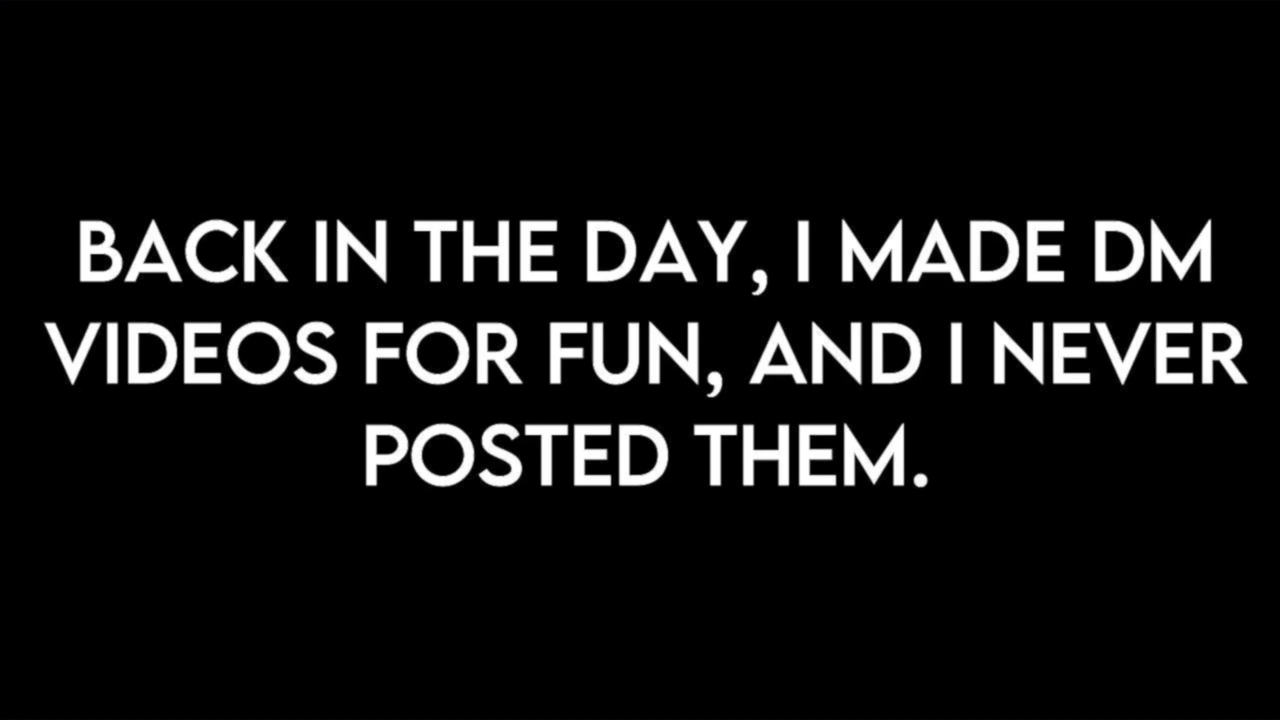 BACK IN THE DAY, I MADE DM
VIDEOS FOR FUN, AND I NEVER
POSTED THEM.